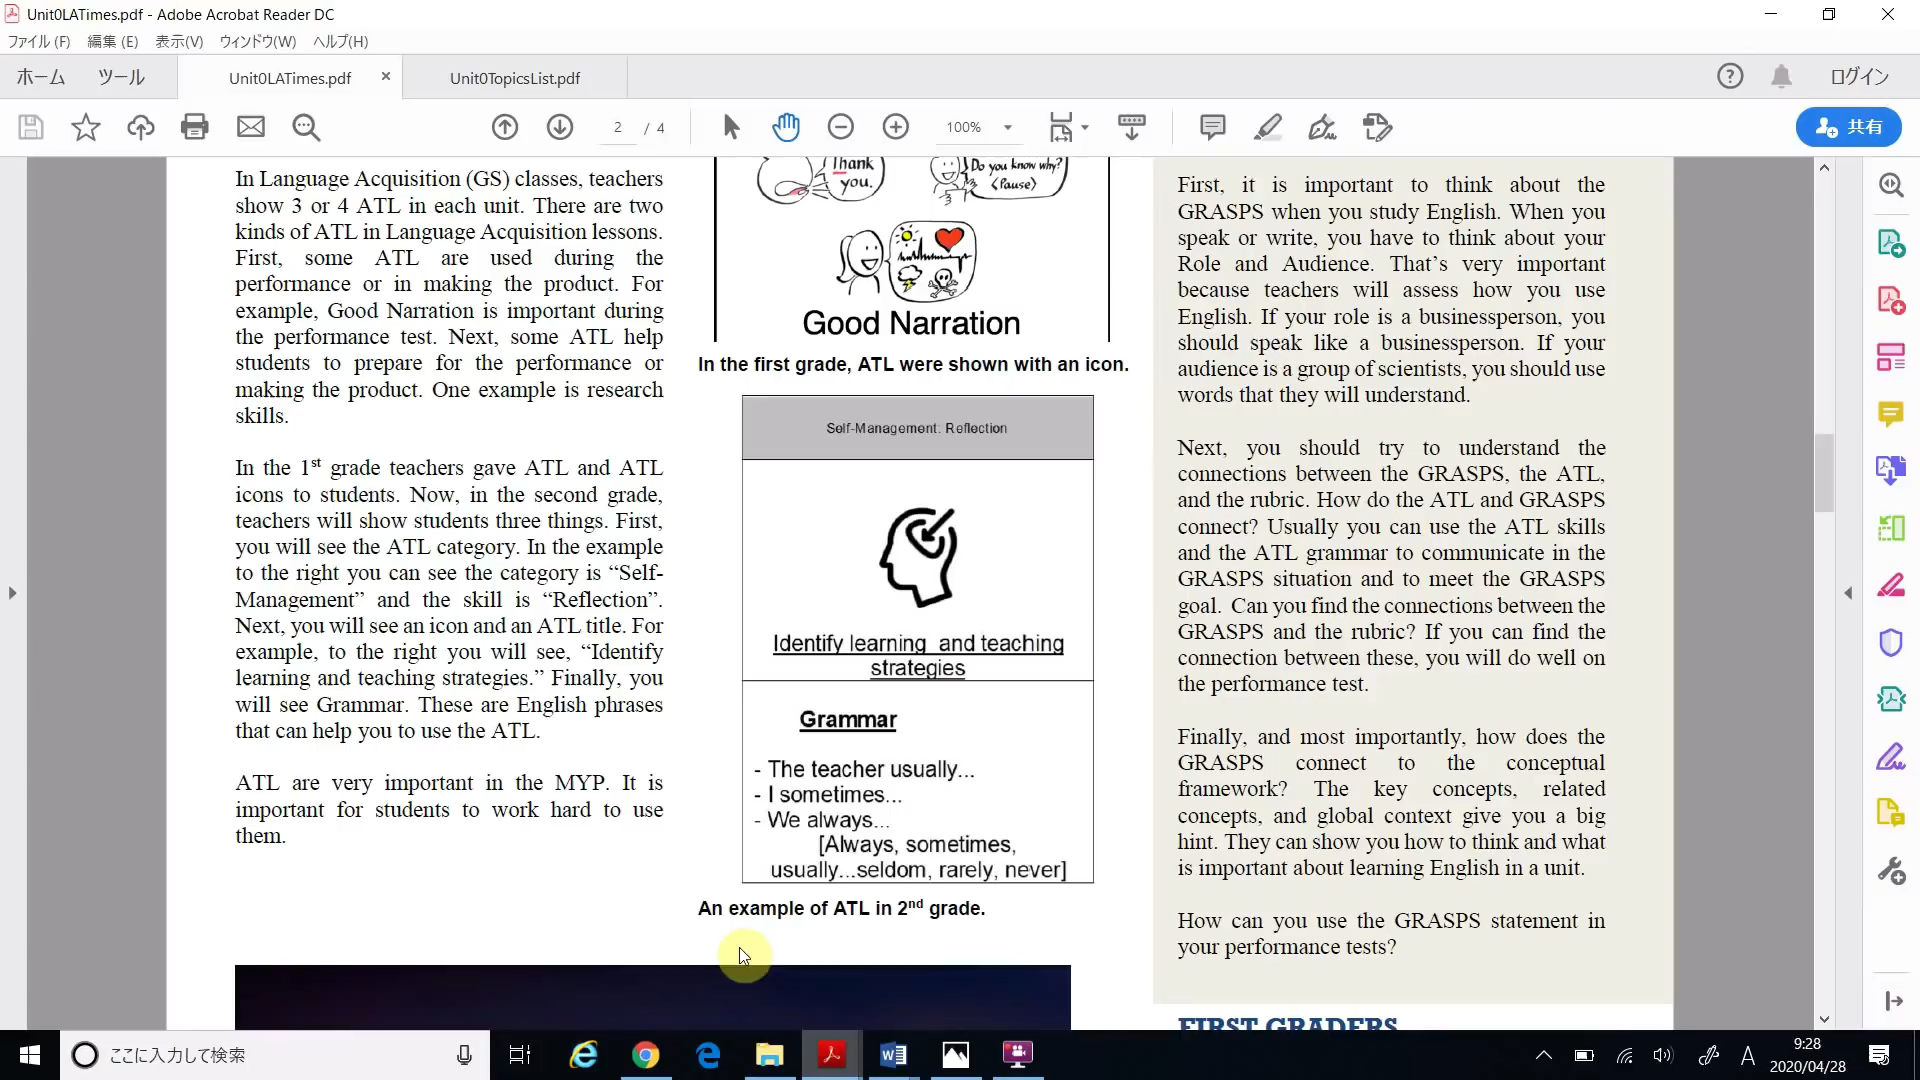 Unit0LATimes.pdf - Adobe Acrobat Reader DC
ファイル (F) 編集 (E) 表示(V) ウィンドウ(W) ヘルプ(H)
ホーム ツール Unit0LATimes.pdf × Unit0TopicsList.pdf ? ログイン
2 / 4 100% 共有
In Language Acquisition (GS) classes, teachers
show 3 or 4 ATL in each unit. There are two
kinds of ATL in Language Acquisition lessons.
First, some ATL are used during the
performance or in making the product. For
example, Good Narration is important during
the performance test. Next, some ATL help
students to prepare for the performance or
making the product. One example is research
skills.
In the 1st grade teachers gave ATL and ATL
icons to students. Now, in the second grade,
teachers will show students three things. First,
you will see the ATL category. In the example
to the right you can see the category is “Self-
Management” and the skill is “Reflection”.
Next, you will see an icon and an ATL title. For
example, to the right you will see, “Identify
learning and teaching strategies.” Finally, you
will see Grammar. These are English phrases
that can help you to use the ATL.
ATL are very important in the MYP. It is
important for students to work hard to use
them.
Thank
you.
Do you know why?
<Pause>
Good Narration
In the first grade, ATL were shown with an icon.
Self-Management: Reflection
Identify learning and teaching
strategies
Grammar
- The teacher usually...
- I sometimes...
- We always...
[Always, sometimes,
usually...seldom, rarely, never]
An example of ATL in 2nd grade.
First, it is important to think about the
GRASPS when you study English. When you
speak or write, you have to think about your
Role and Audience. That’s very important
because teachers will assess how you use
English. If your role is a businessperson, you
should speak like a businessperson. If your
audience is a group of scientists, you should use
words that they will understand.
Next, you should try to understand the
connections between the GRASPS, the ATL,
and the rubric. How do the ATL and GRASPS
connect? Usually you can use the ATL skills
and the ATL grammar to communicate in the
GRASPS situation and to meet the GRASPS
goal. Can you find the connections between the
GRASPS and the rubric? If you can find the
connection between these, you will do well on
the performance test.
Finally, and most importantly, how does the
GRASPS connect to the conceptual
framework? The key concepts, related
concepts, and global context give you a big
hint. They can show you how to think and what
is important about learning English in a unit.
How can you use the GRASPS statement in
your performance tests?
FIRST GRADERS
ここに入力して検索
A
9:28
2020/04/28